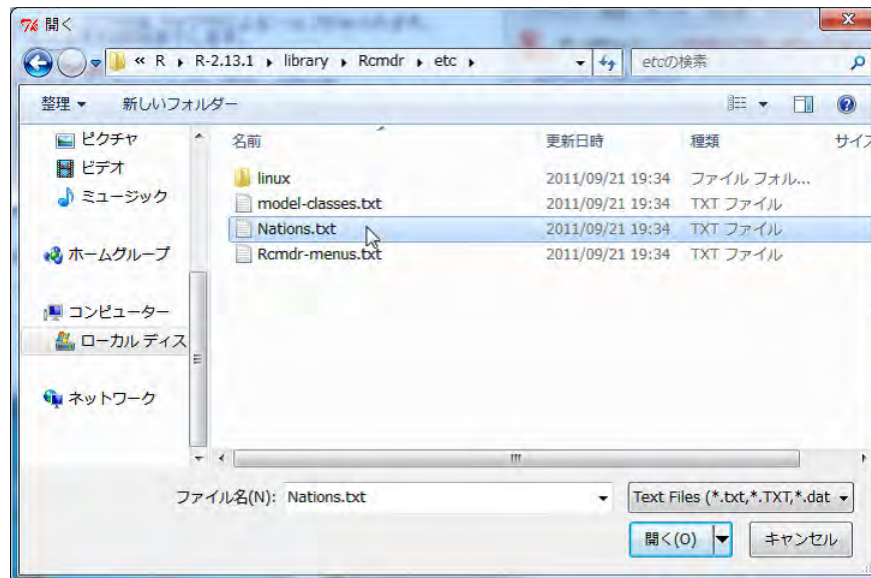 開く
« R ▸ R-2.13.1 ▸ library ▸ Rcmdr ▸ etc ▸
etcの検索
整理 新しいフォルダー
ピクチャ
ビデオ
ミュージック
ホームグループ
コンピューター
ローカル ディス
ネットワーク
名前 更新日時 種類 サイズ
linux 2011/09/21 19:34 ファイル フォル...
model-classes.txt 2011/09/21 19:34 TXT ファイル
Nations.txt 2011/09/21 19:34 TXT ファイル
Rcmdr-menus.txt 2011/09/21 19:34 TXT ファイル
ファイル名(N): Nations.txt Text Files (*.txt,*.TXT,*.dat
開く(O) キャンセル